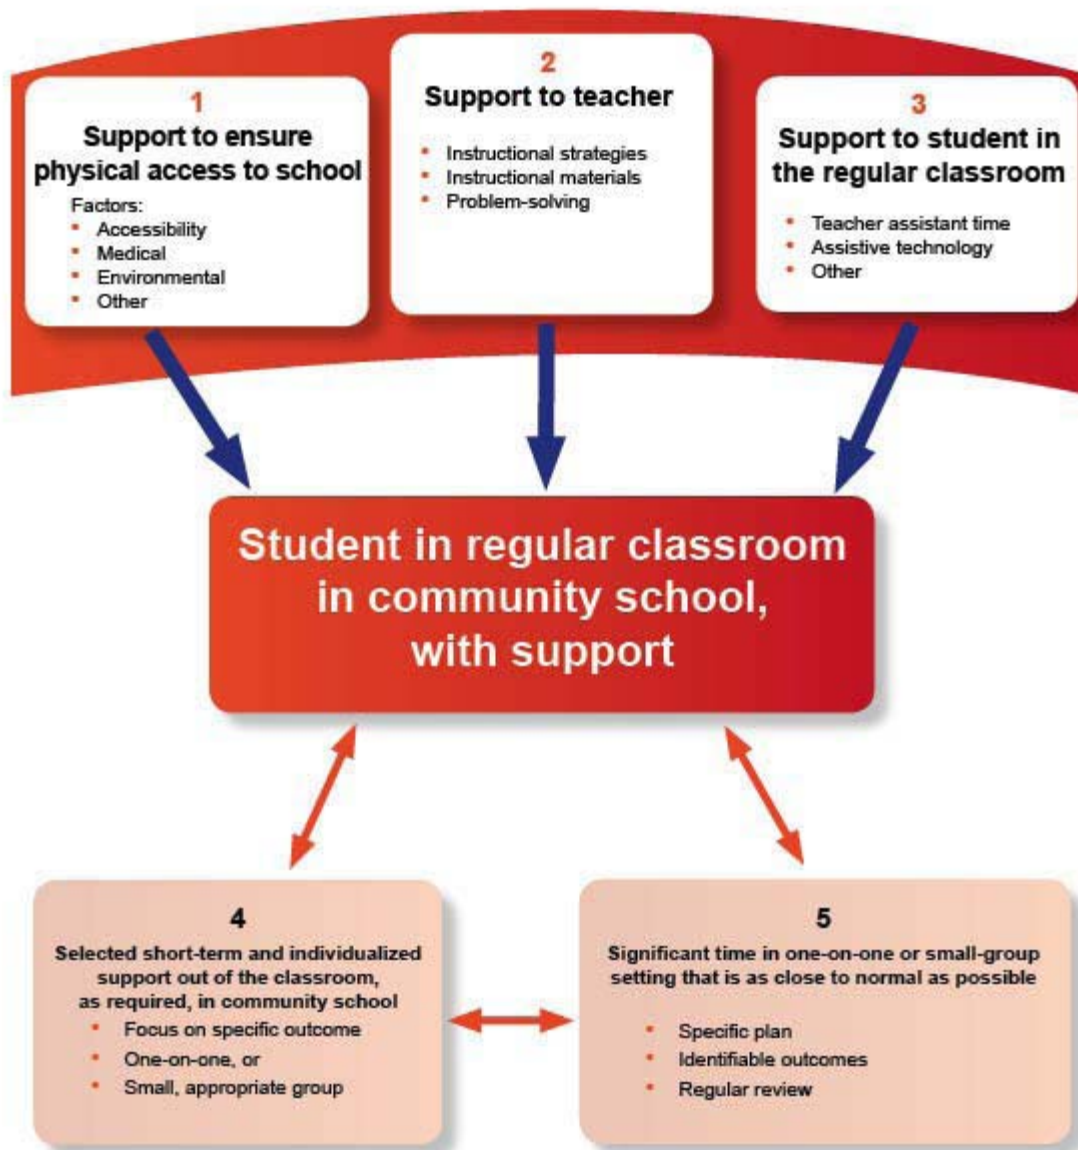 1
Support to ensure
physical access to school
Factors:
• Accessibility
• Medical
• Environmental
• Other
2
Support to teacher
• Instructional strategies
• Instructional materials
• Problem-solving
3
Support to student in
the regular classroom
• Teacher assistant time
• Assistive technology
• Other
Student in regular classroom
in community school,
with support
4
Selected short-term and individualized
support out of the classroom,
as required, in community school
• Focus on specific outcome
• One-on-one, or
• Small, appropriate group
5
Significant time in one-on-one or small-group
setting that is as close to normal as possible
• Specific plan
• Identifiable outcomes
• Regular review